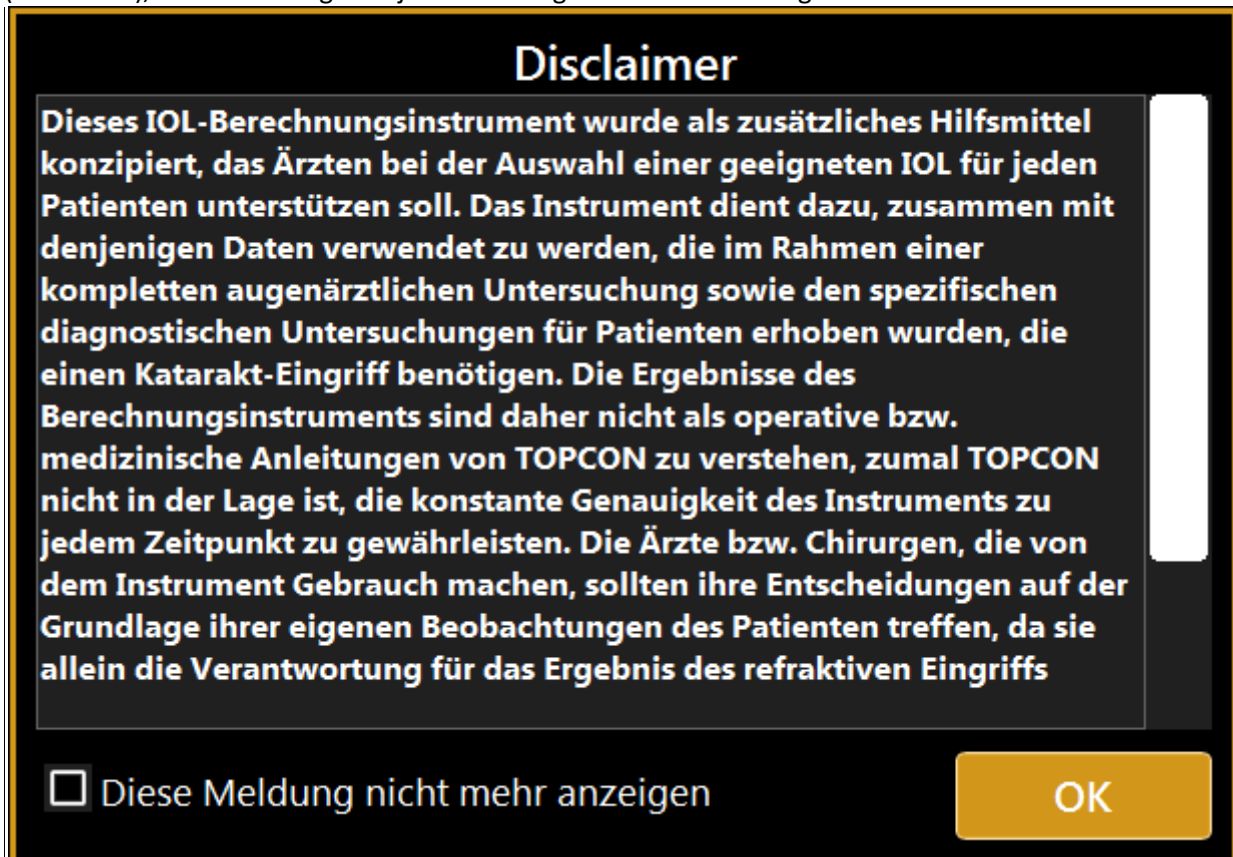 Disclaimer
Dieses IOL-Berechnungsinstrument wurde als zusätzliches Hilfsmittel
konzipiert, das Ärzten bei der Auswahl einer geeigneten IOL für jeden
Patienten unterstützen soll. Das Instrument dient dazu, zusammen mit
denjenigen Daten verwendet zu werden, die im Rahmen einer
kompletten augenärztlichen Untersuchung sowie den spezifischen
diagnostischen Untersuchungen für Patienten erhoben wurden, die
einen Katarakt-Eingriff benötigen. Die Ergebnisse des
Berechnungsinstruments sind daher nicht als operative bzw.
medizinische Anleitungen von TOPCON zu verstehen, zumal TOPCON
nicht in der Lage ist, die konstante Genauigkeit des Instruments zu
jedem Zeitpunkt zu gewährleisten. Die Ärzte bzw. Chirurgen, die von
dem Instrument Gebrauch machen, sollten ihre Entscheidungen auf der
Grundlage ihrer eigenen Beobachtungen des Patienten treffen, da sie
allein die Verantwortung für das Ergebnis des refraktiven Eingriffs
Diese Meldung nicht mehr anzeigen
OK